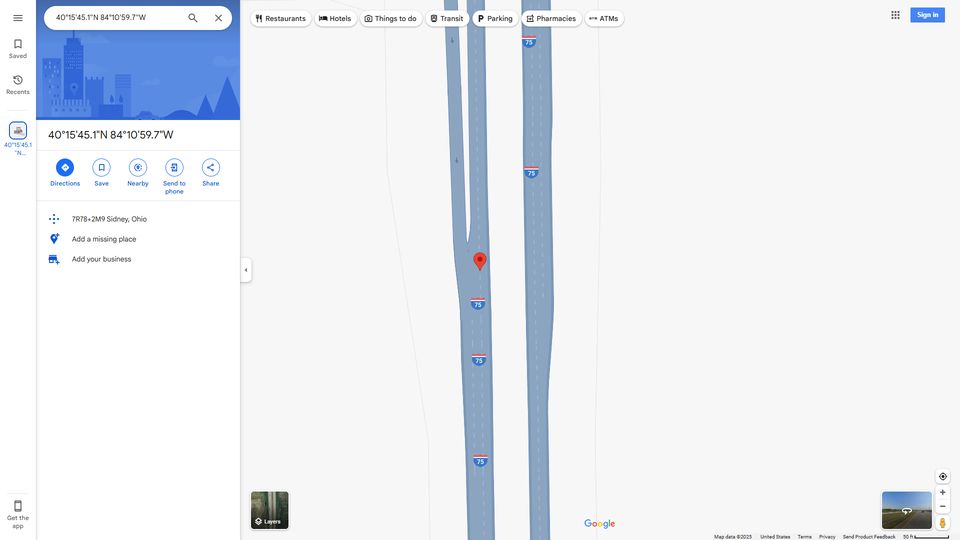 40°15'45.1"N 84°10'59.7"W
Restaurants
Hotels
Things to do
Transit
Parking
Pharmacies
ATMs
Sign in
Saved
Recents
40°15'45.1
"N...
Get the
app
40°15'45.1"N 84°10'59.7"W
Directions
Save
Nearby
Send to
phone
Share
7R78+2M9 Sidney, Ohio
Add a missing place
Add your business
75
75
75
75
75
Layers
Google
Map data ©2025
United States
Terms
Privacy
Send Product Feedback
50 ft